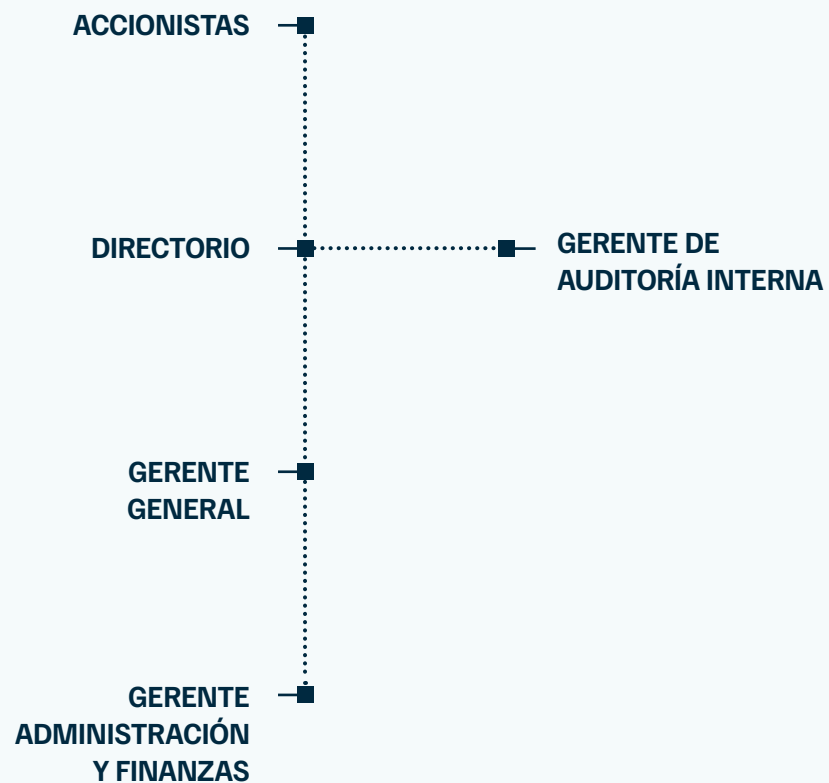 ACCIONISTAS
DIRECTORIO
GERENTE DE
AUDITORÍA INTERNA
GERENTE
GENERAL
GERENTE
ADMINISTRACIÓN
Y FINANZAS